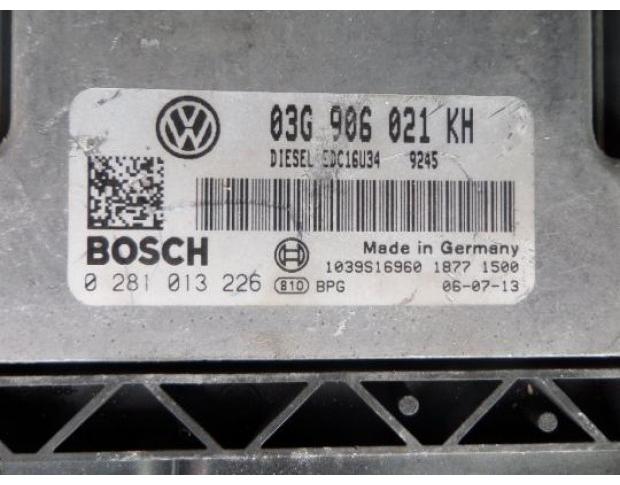 03G 906 021 KH
DIESEL EDC16U34 9245
BOSCH
Made in Germany
1039S16960 1877 1500
0 281 013 226 810 BPG 06-07-13